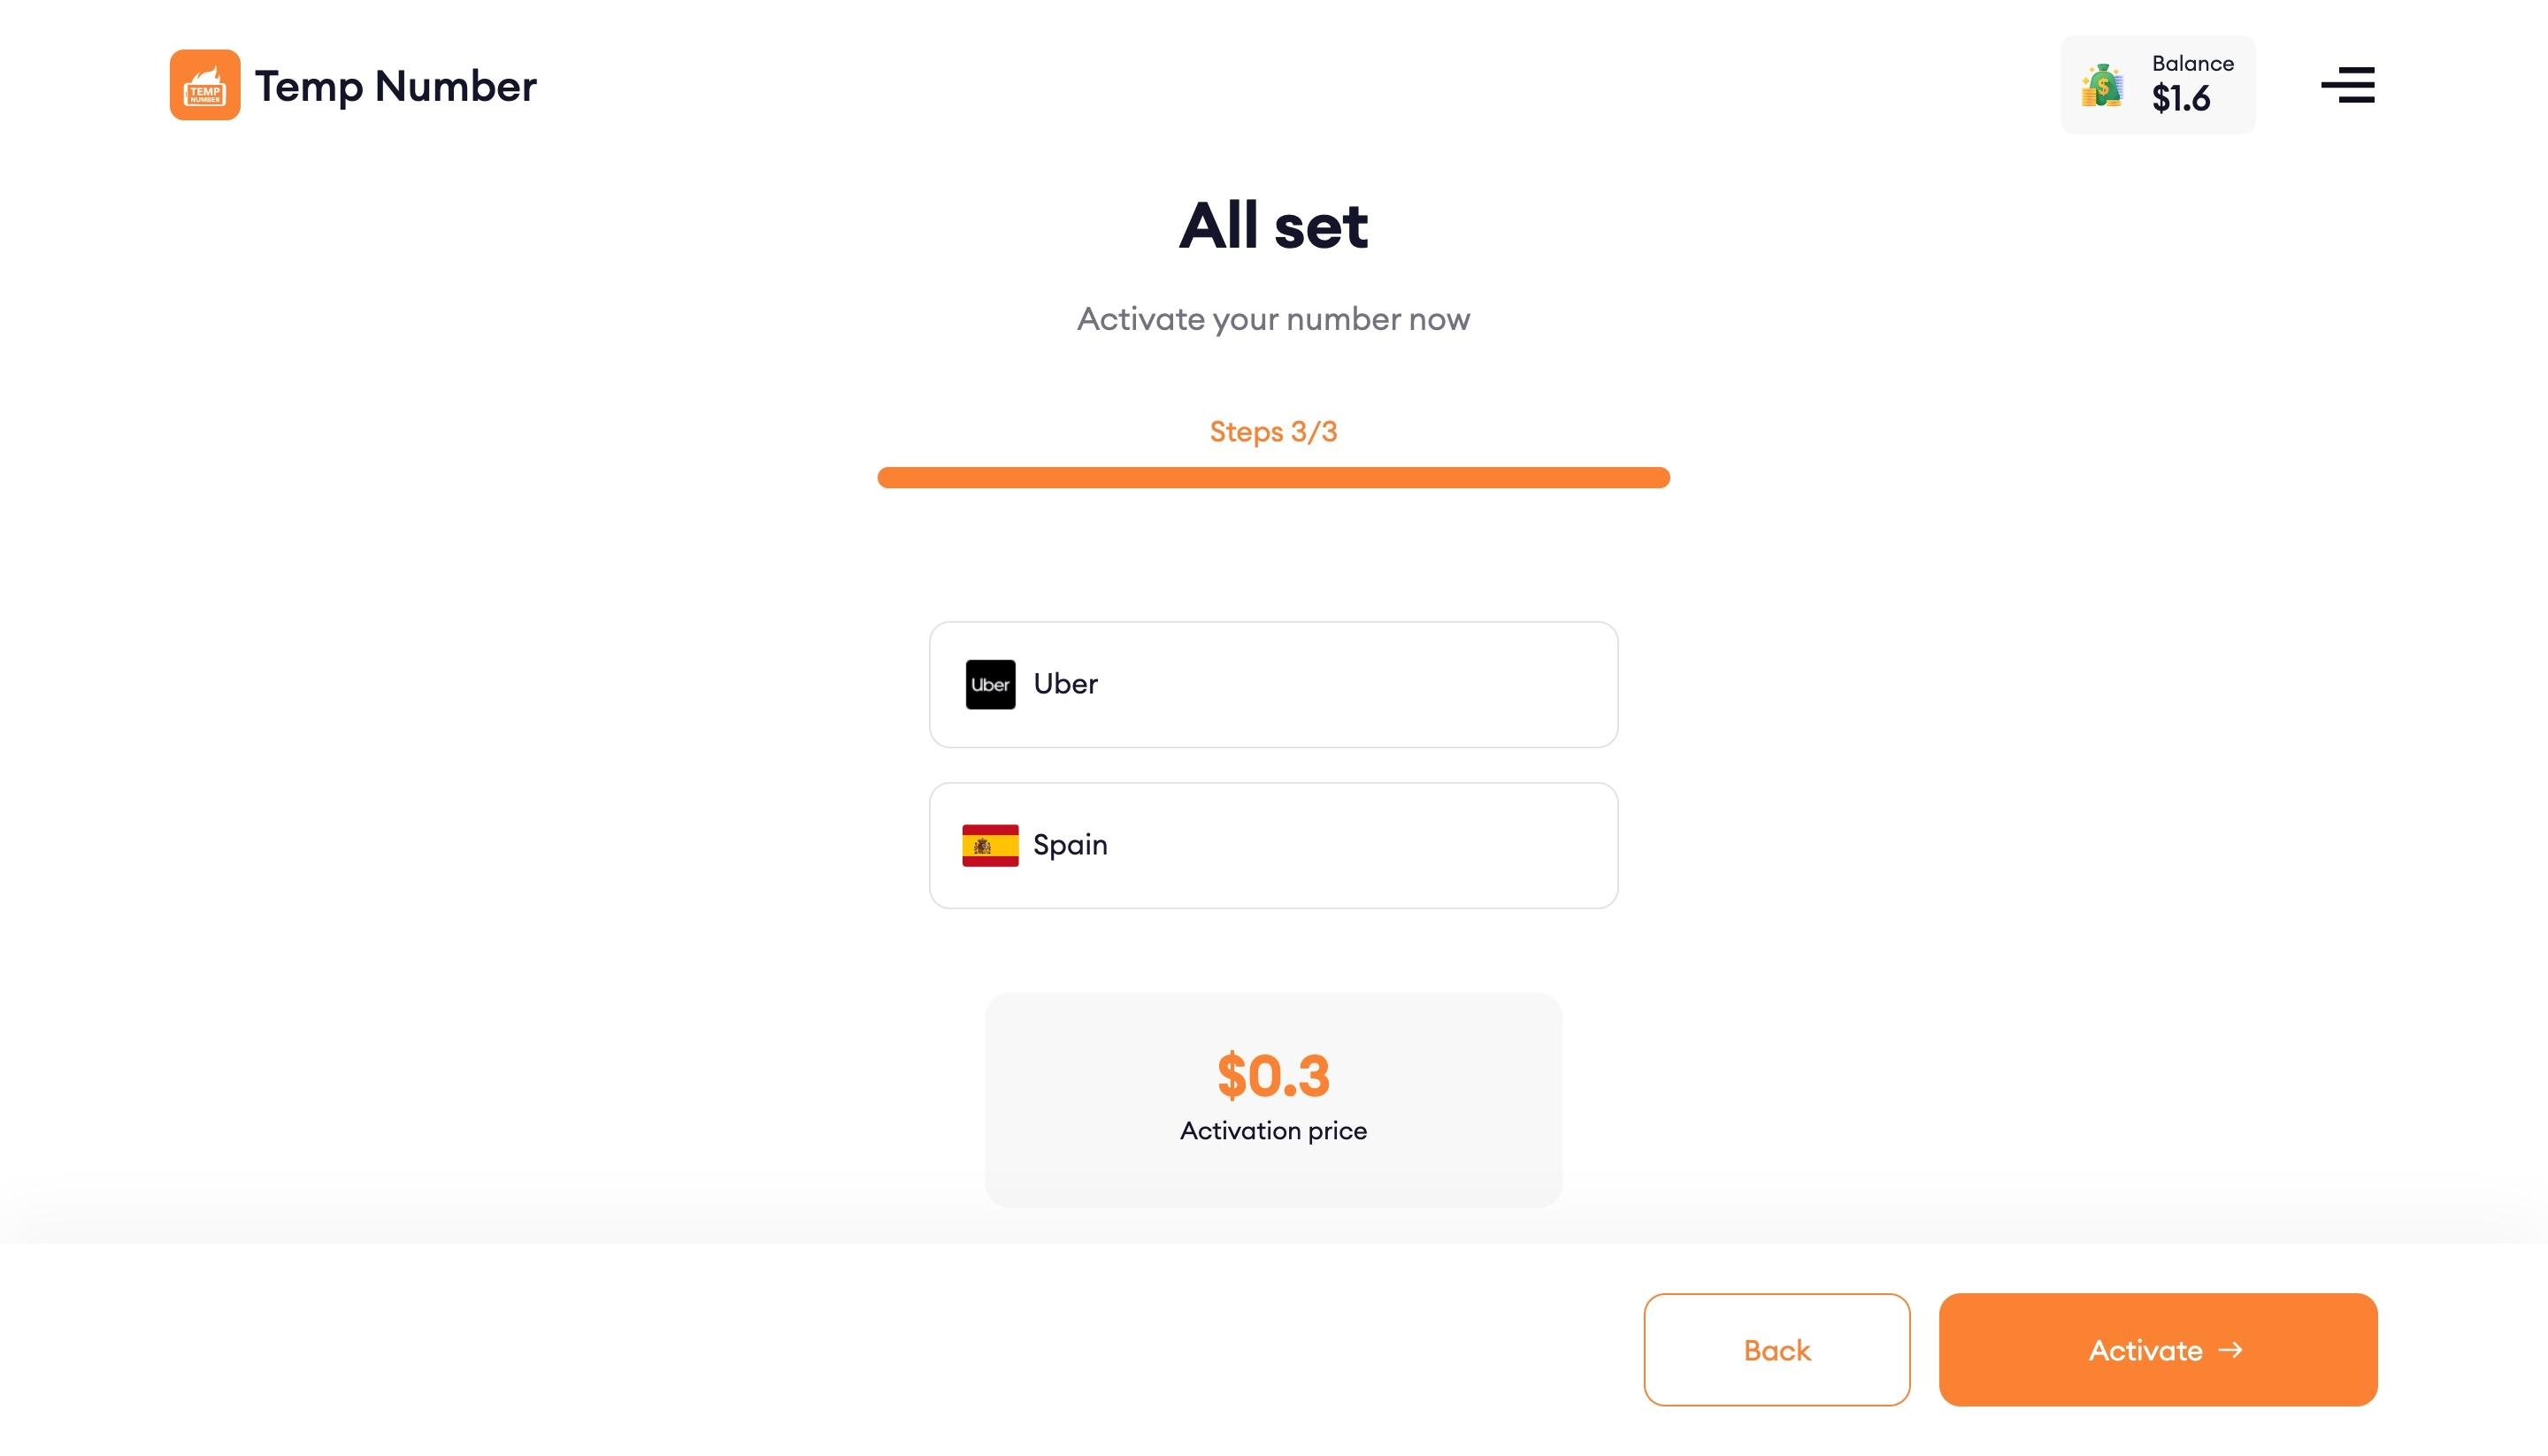 TEMP
NUMBER
Temp Number
Balance
$1.6
All set
Activate your number now
Steps 3/3
Uber
Uber
Spain
$0.3
Activation price
Back
Activate →